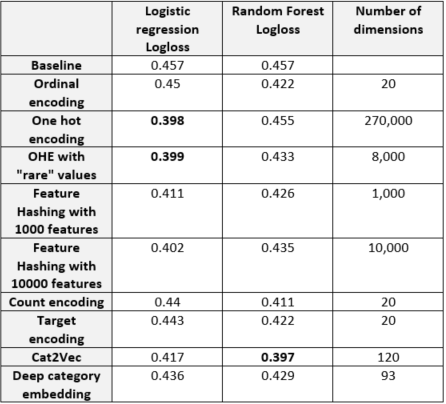 Logistic regression Logloss Random Forest Logloss Number of dimensions
Baseline 0.457 0.457
Ordinal encoding 0.45 0.422 20
One hot encoding 0.398 0.455 270,000
OHE with "rare" values 0.399 0.433 8,000
Feature Hashing with 1000 features 0.411 0.426 1,000
Feature Hashing with 10000 features 0.402 0.435 10,000
Count encoding 0.44 0.411 20
Target encoding 0.443 0.422 20
Cat2Vec 0.417 0.397 120
Deep category embedding 0.436 0.429 93